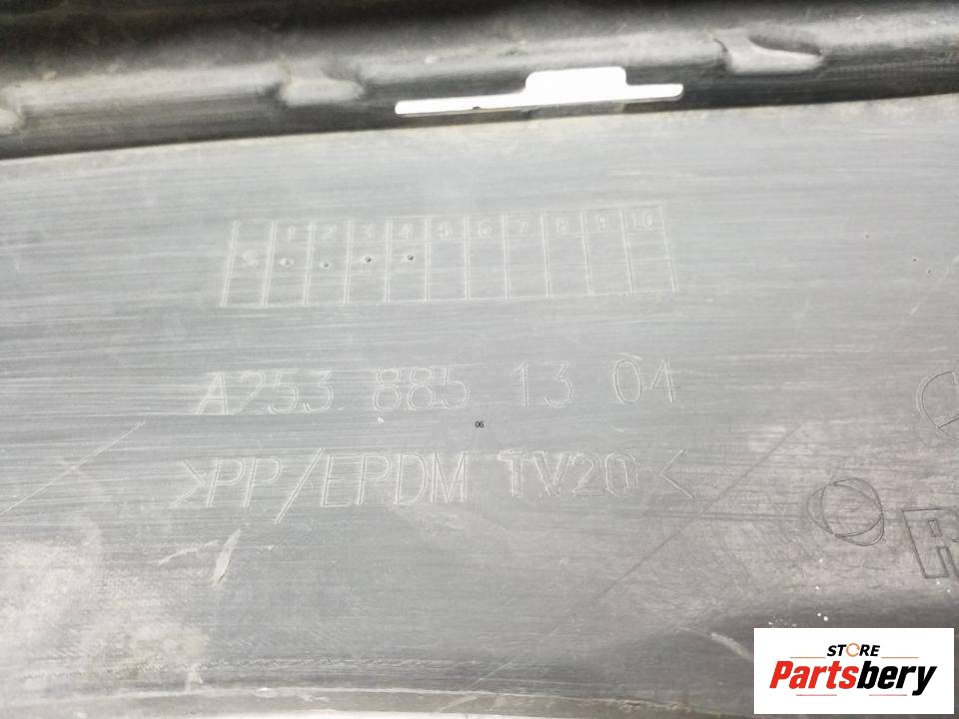 1 2 3 4 5 6 7 8 9 10
A253 885 13 04
06
>PP/EPDM TV20<
R
STORE
Partsbery